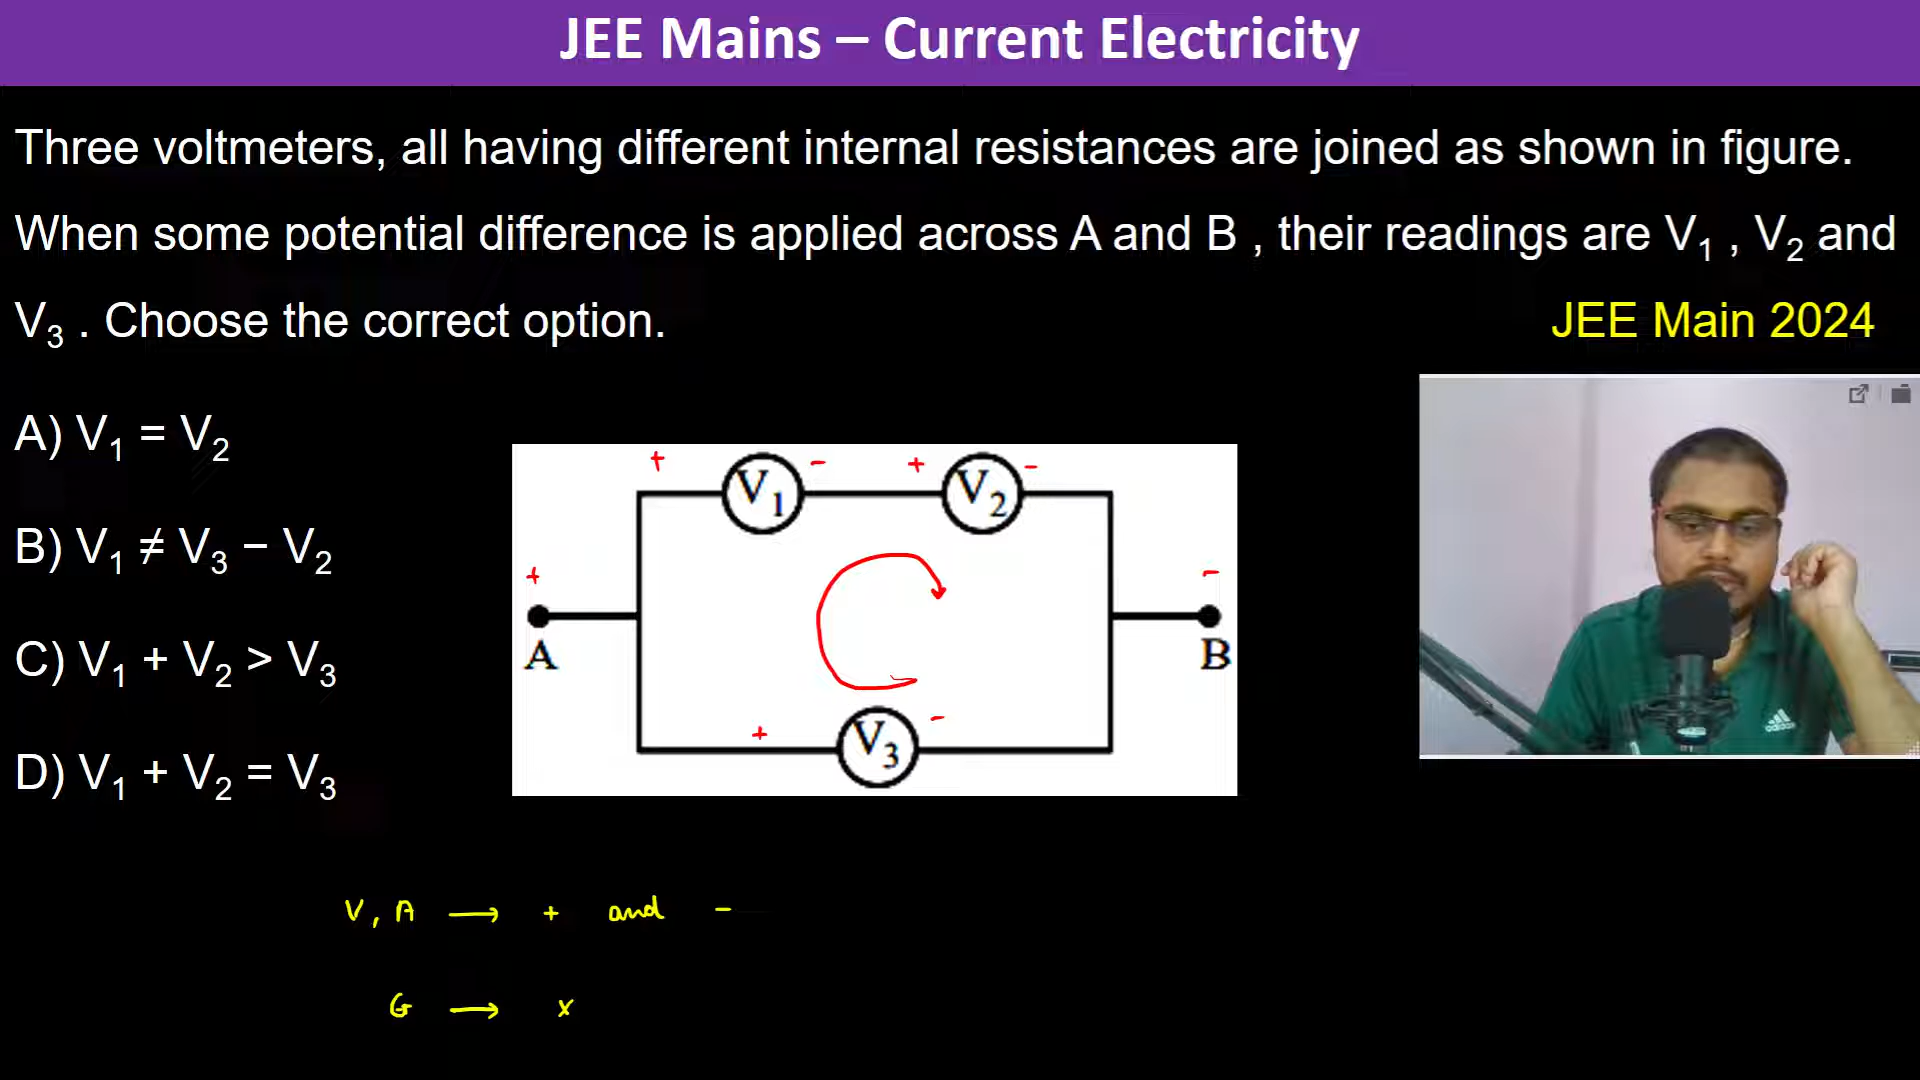 JEE Mains – Current Electricity
Three voltmeters, all having different internal resistances are joined as shown in figure.
When some potential difference is applied across A and B , their readings are V₁ , V₂ and
V₃ . Choose the correct option.
JEE Main 2024
A) V₁ = V₂
B) V₁ ≠ V₃ − V₂
C) V₁ + V₂ > V₃
D) V₁ + V₂ = V₃
+ - + -
V₁ V₂
+ -
A B
+ -
V₃
V, A → + and -
G → x
adidas